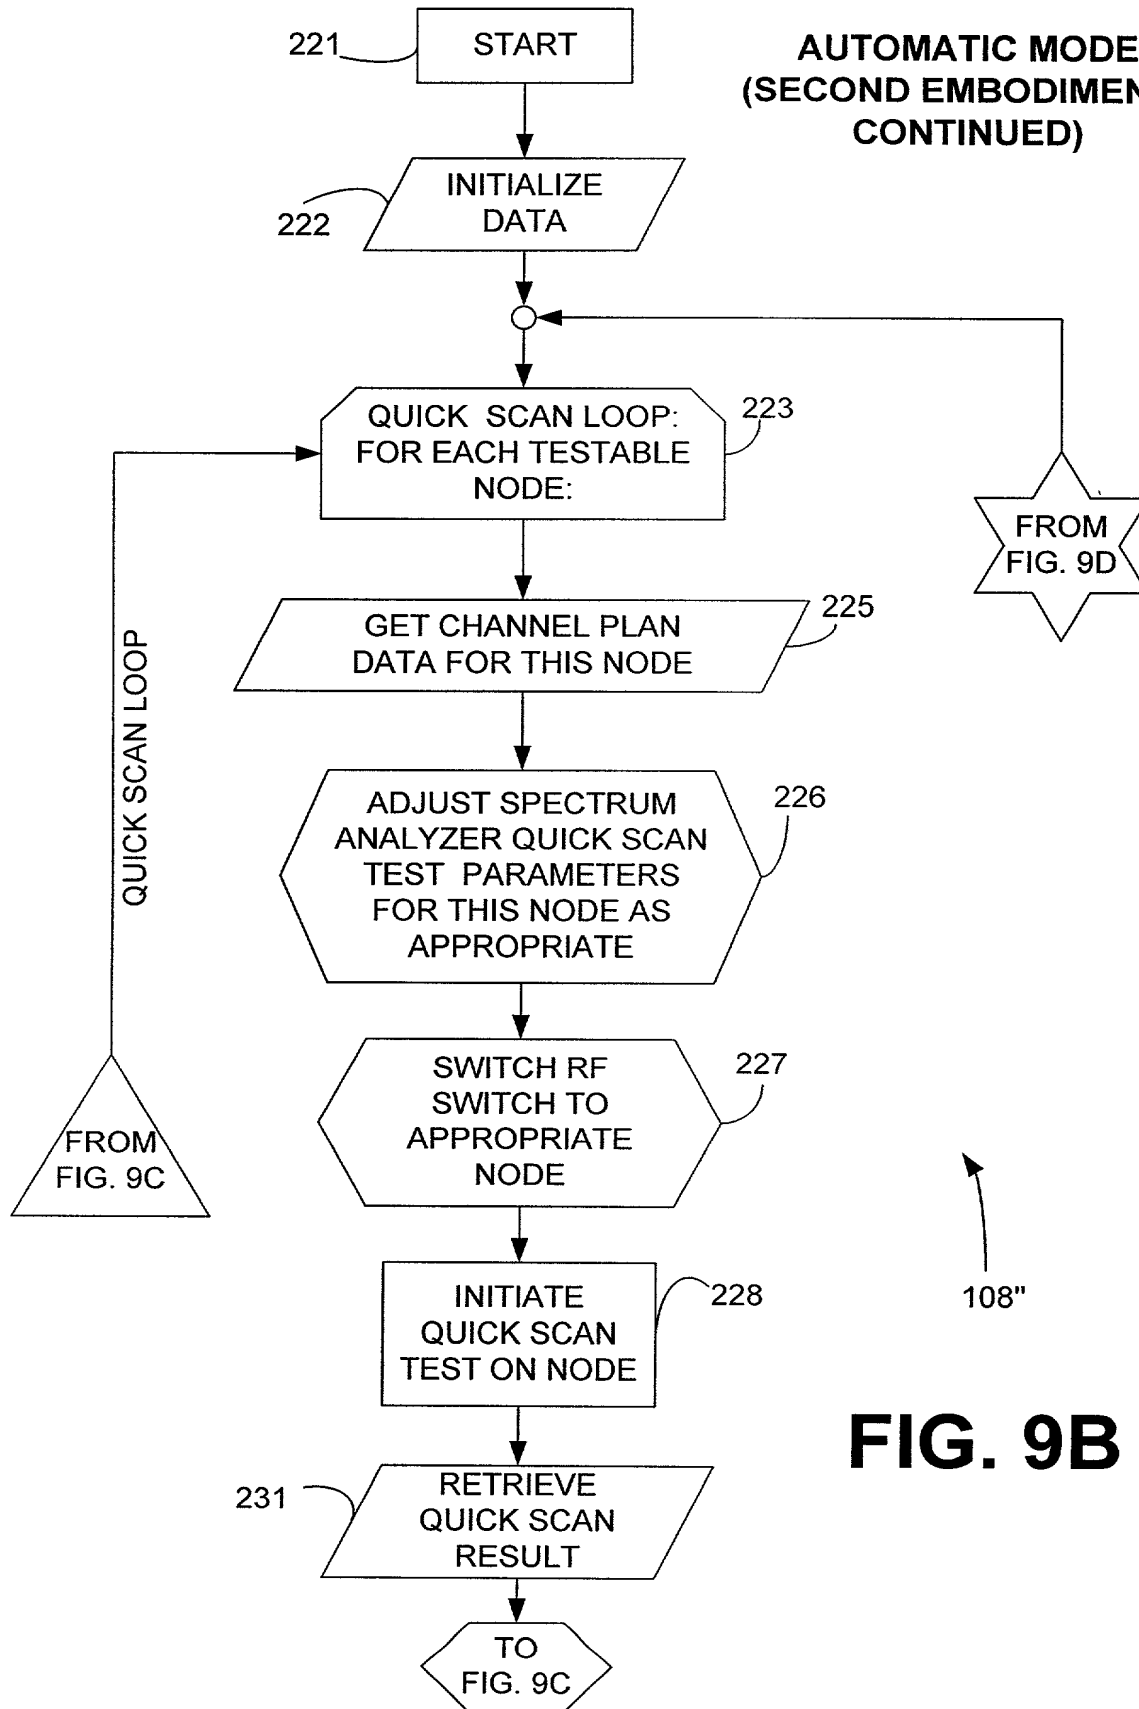 221
START
AUTOMATIC MODE
(SECOND EMBODIMEN
CONTINUED)
INITIALIZE
DATA
222
QUICK SCAN LOOP:
FOR EACH TESTABLE
NODE:
223
FROM
FIG. 9D
GET CHANNEL PLAN
DATA FOR THIS NODE
225
QUICK SCAN LOOP
ADJUST SPECTRUM
ANALYZER QUICK SCAN
TEST PARAMETERS
FOR THIS NODE AS
APPROPRIATE
226
SWITCH RF
SWITCH TO
APPROPRIATE
NODE
227
FROM
FIG. 9C
INITIATE
QUICK SCAN
TEST ON NODE
228
108"
FIG. 9B
231
RETRIEVE
QUICK SCAN
RESULT
TO
FIG. 9C